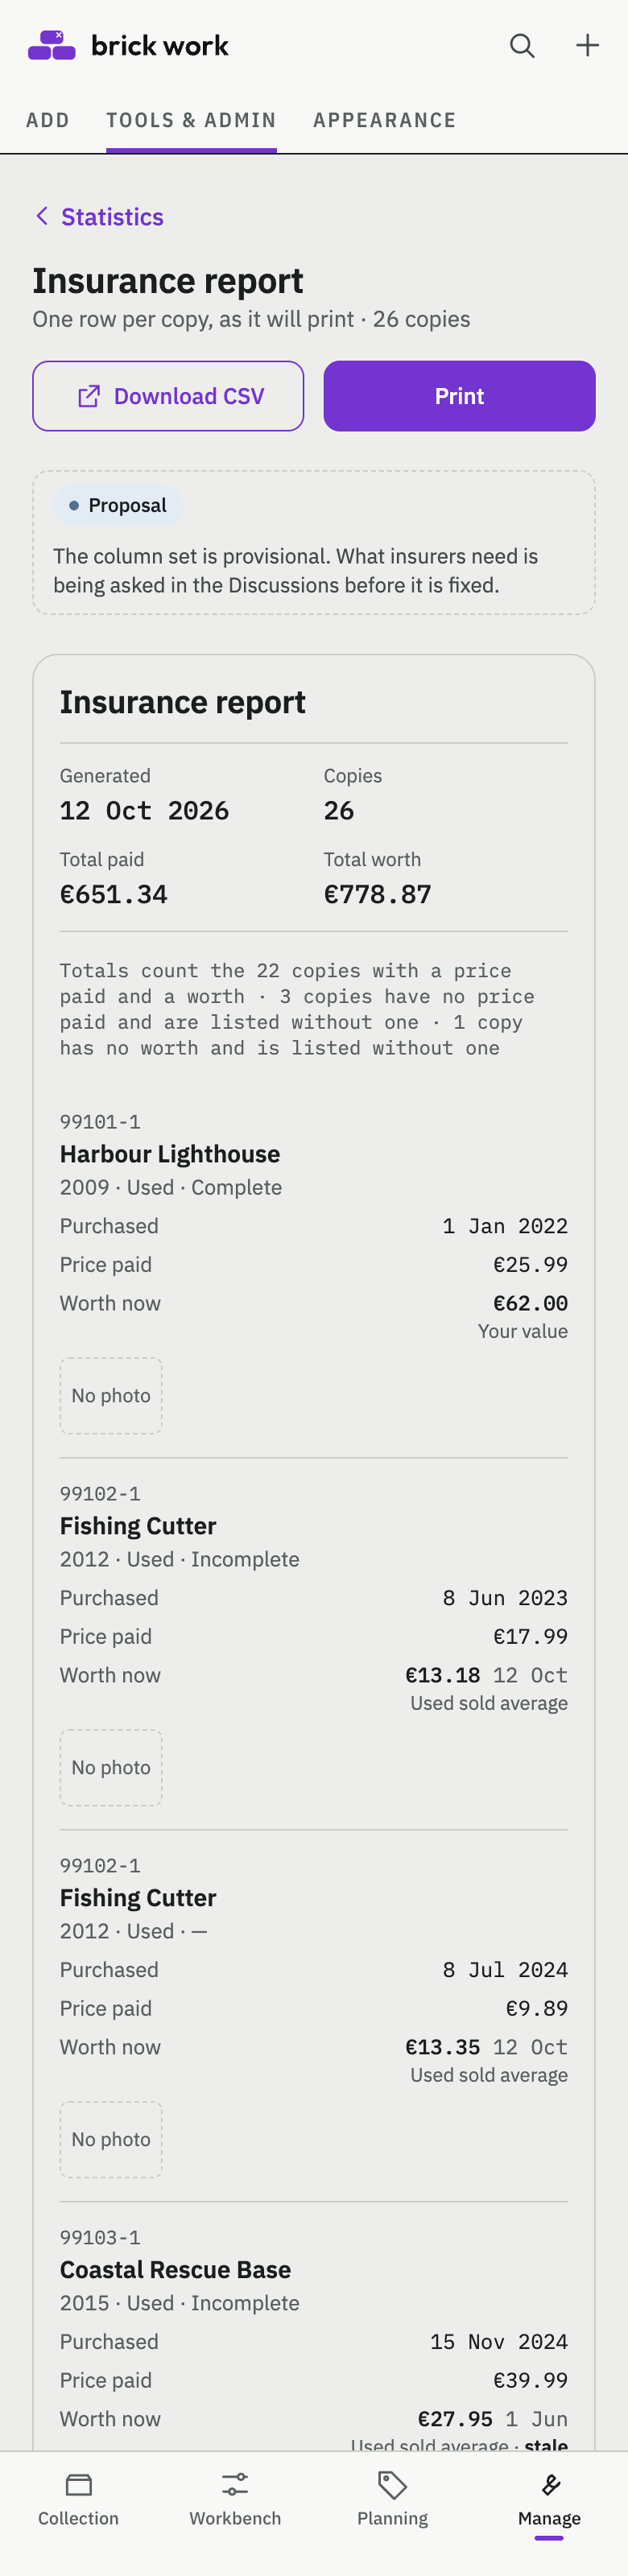 brick work
ADD TOOLS & ADMIN APPEARANCE
Statistics
Insurance report
One row per copy, as it will print · 26 copies
Download CSV Print
Proposal
The column set is provisional. What insurers need is
being asked in the Discussions before it is fixed.
Insurance report
Generated Copies
12 Oct 2026 26
Total paid Total worth
€651.34 €778.87
Totals count the 22 copies with a price
paid and a worth · 3 copies have no price
paid and are listed without one · 1 copy
has no worth and is listed without one
99101-1
Harbour Lighthouse
2009 · Used · Complete
Purchased 1 Jan 2022
Price paid €25.99
Worth now €62.00
Your value
No photo
99102-1
Fishing Cutter
2012 · Used · Incomplete
Purchased 8 Jun 2023
Price paid €17.99
Worth now €13.18 12 Oct
Used sold average
No photo
99102-1
Fishing Cutter
2012 · Used · —
Purchased 8 Jul 2024
Price paid €9.89
Worth now €13.35 12 Oct
Used sold average
No photo
99103-1
Coastal Rescue Base
2015 · Used · Incomplete
Purchased 15 Nov 2024
Price paid €39.99
Worth now €27.95 1 Jun
Used sold average · stale
Collection Workbench Planning Manage